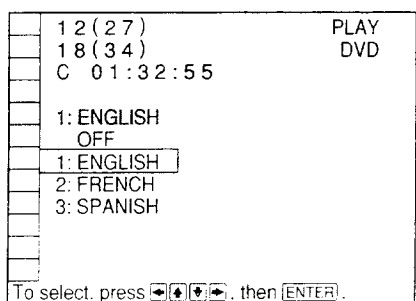 12(27) PLAY
18(34) DVD
C 01:32:55
1: ENGLISH
OFF
1: ENGLISH
2: FRENCH
3: SPANISH
To select, press ←↑↓→, then ENTER.